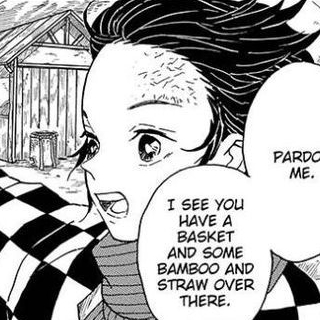 PARDO
ME.
I SEE YOU
HAVE A
BASKET
AND SOME
BAMBOO AND
STRAW OVER
THERE.